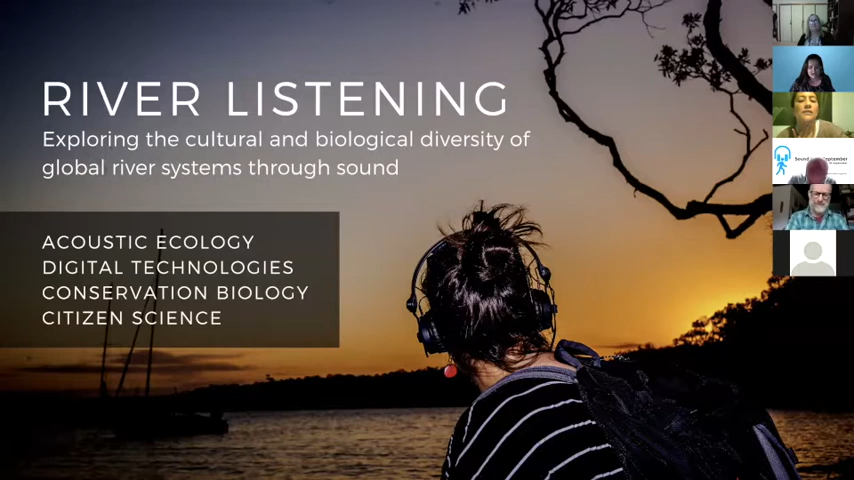 RIVER LISTENING
Exploring the cultural and biological diversity of
global river systems through sound
ACOUSTIC ECOLOGY
DIGITAL TECHNOLOGIES
CONSERVATION BIOLOGY
CITIZEN SCIENCE